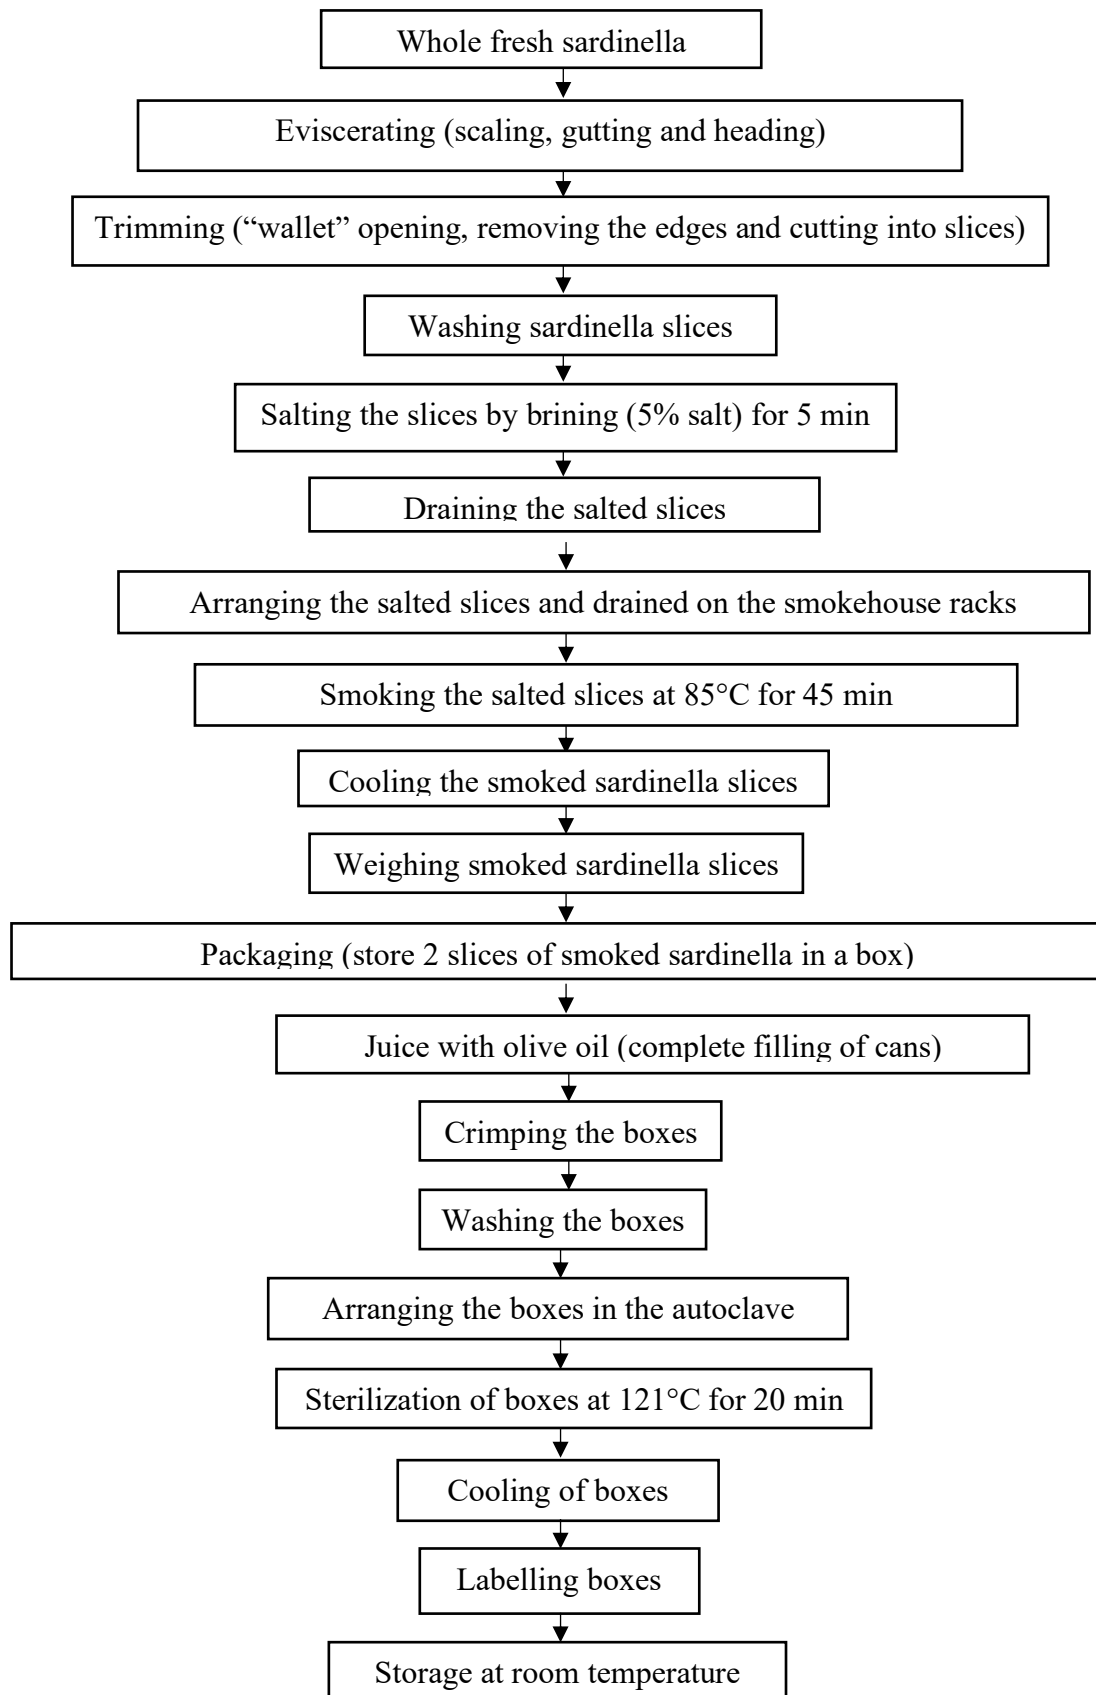 Whole fresh sardinella
Eviscerating (scaling, gutting and heading)
Trimming (“wallet” opening, removing the edges and cutting into slices)
Washing sardinella slices
Salting the slices by brining (5% salt) for 5 min
Draining the salted slices
Arranging the salted slices and drained on the smokehouse racks
Smoking the salted slices at 85°C for 45 min
Cooling the smoked sardinella slices
Weighing smoked sardinella slices
Packaging (store 2 slices of smoked sardinella in a box)
Juice with olive oil (complete filling of cans)
Crimping the boxes
Washing the boxes
Arranging the boxes in the autoclave
Sterilization of boxes at 121°C for 20 min
Cooling of boxes
Labelling boxes
Storage at room temperature